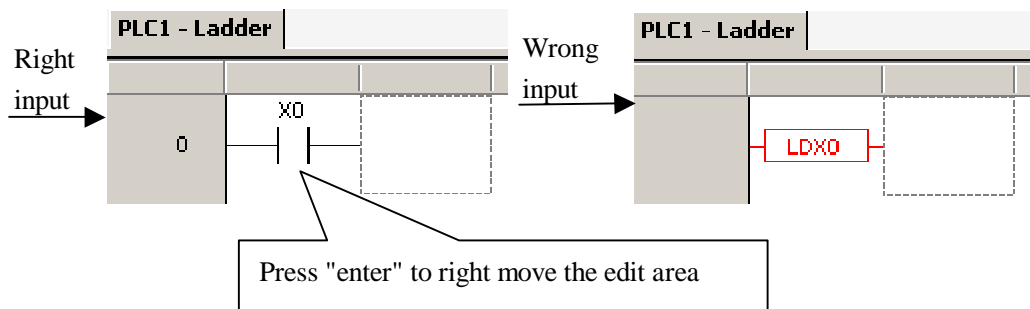 PLC1 - Ladder
Right
input
X0
0
Press "enter" to right move the edit area
PLC1 - Ladder
Wrong
input
LDX0